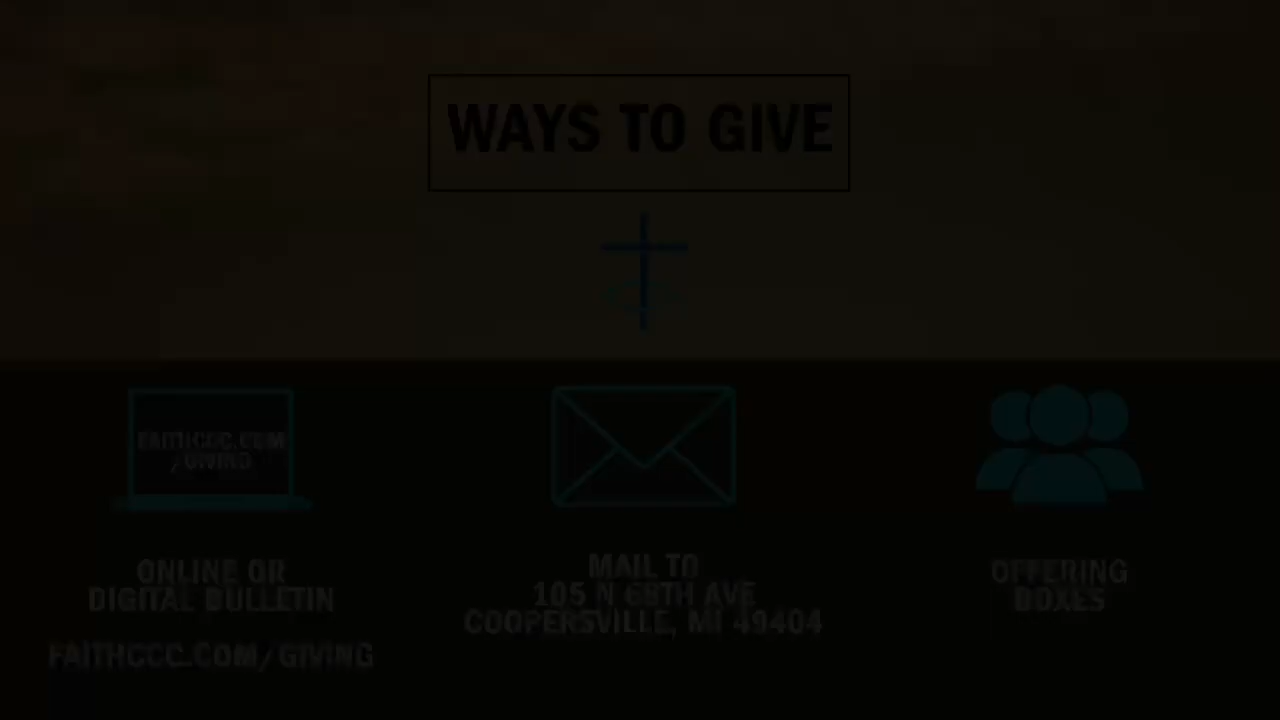 WAYS TO GIVE
FAITHCCC.COM
/GIVING
ONLINE OR
DIGITAL BULLETIN
FAITHCCC.COM/GIVING
MAIL TO
105 N 68TH AVE
COOPERSVILLE, MI 49404
OFFERING
BOXES